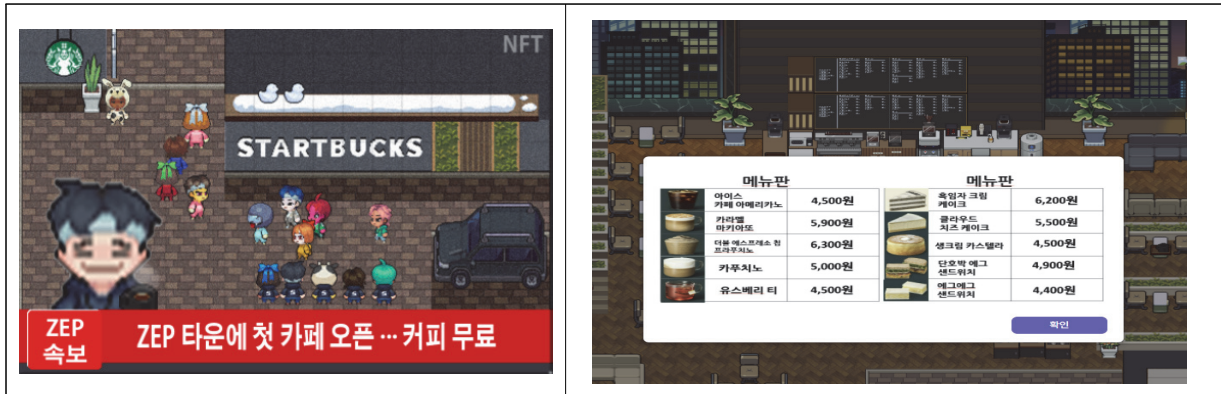 NFT
STARTBUCKS
ZEP
속보
ZEP 타운에 첫 카페 오픈 … 커피 무료
메뉴판
아이스
카페 아메리카노 4,500원
카라멜
마키아또 5,900원
더블 에스프레소 칩
프라푸치노 6,300원
카푸치노 5,000원
유스베리 티 4,500원
메뉴판
흑임자 크림
케이크 6,200원
클라우드
치즈 케이크 5,500원
생크림 카스텔라 4,500원
단호박 에그
샌드위치 4,900원
에그에그
샌드위치 4,400원
확인